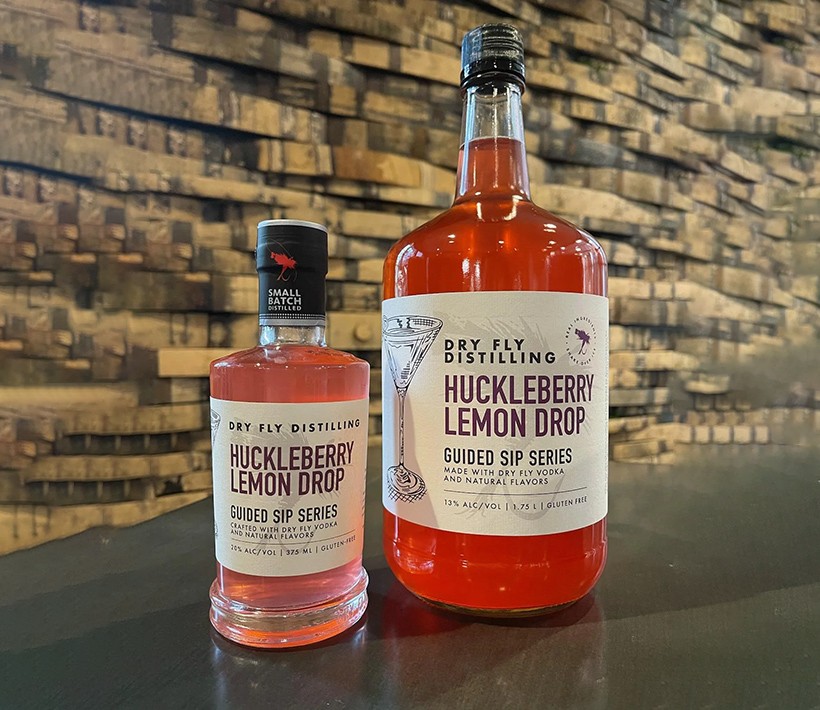 SMALL
BATCH
DISTILLED
DRY FLY DISTILLING
HUCKLEBERRY
LEMON DROP
GUIDED SIP SERIES
CRAFTED WITH DRY FLY VODKA
AND NATURAL FLAVORS
20% ALC/VOL | 375 ML | GLUTEN-FREE
DRY FLY
DISTILLING
HUCKLEBERRY
LEMON DROP
GUIDED SIP SERIES
MADE WITH DRY FLY VODKA
AND NATURAL FLAVORS
13% ALC/VOL | 1.75 L | GLUTEN FREE